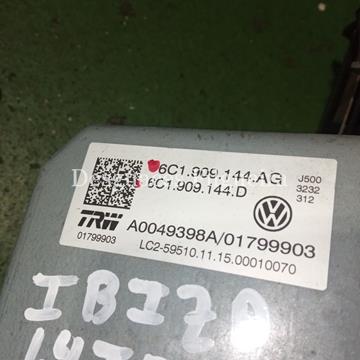 6C1.909.144.AG
J500
6C1.909.144.D
3232
312
TRW
A0049398A/01799903
01799903
LC2-59510.11.15.00010070
IBIZA